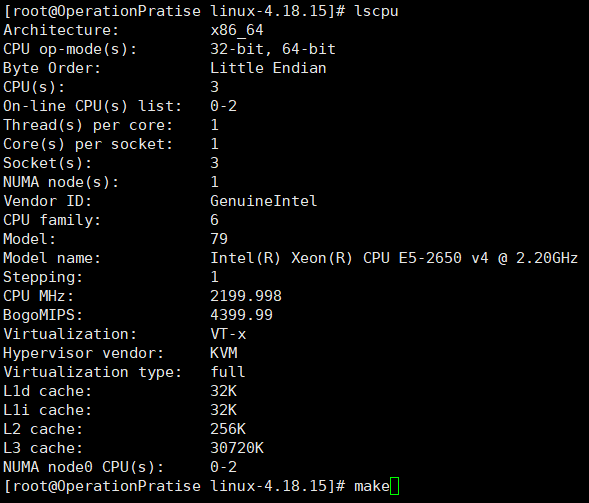 [root@OperationPratise linux-4.18.15]# lscpu
Architecture:          x86_64
CPU op-mode(s):        32-bit, 64-bit
Byte Order:            Little Endian
CPU(s):                3
On-line CPU(s) list:   0-2
Thread(s) per core:    1
Core(s) per socket:    1
Socket(s):             3
NUMA node(s):          1
Vendor ID:             GenuineIntel
CPU family:            6
Model:                 79
Model name:            Intel(R) Xeon(R) CPU E5-2650 v4 @ 2.20GHz
Stepping:              1
CPU MHz:               2199.998
BogoMIPS:              4399.99
Virtualization:        VT-x
Hypervisor vendor:     KVM
Virtualization type:   full
L1d cache:             32K
L1i cache:             32K
L2 cache:              256K
L3 cache:              30720K
NUMA node0 CPU(s):     0-2
[root@OperationPratise linux-4.18.15]# make